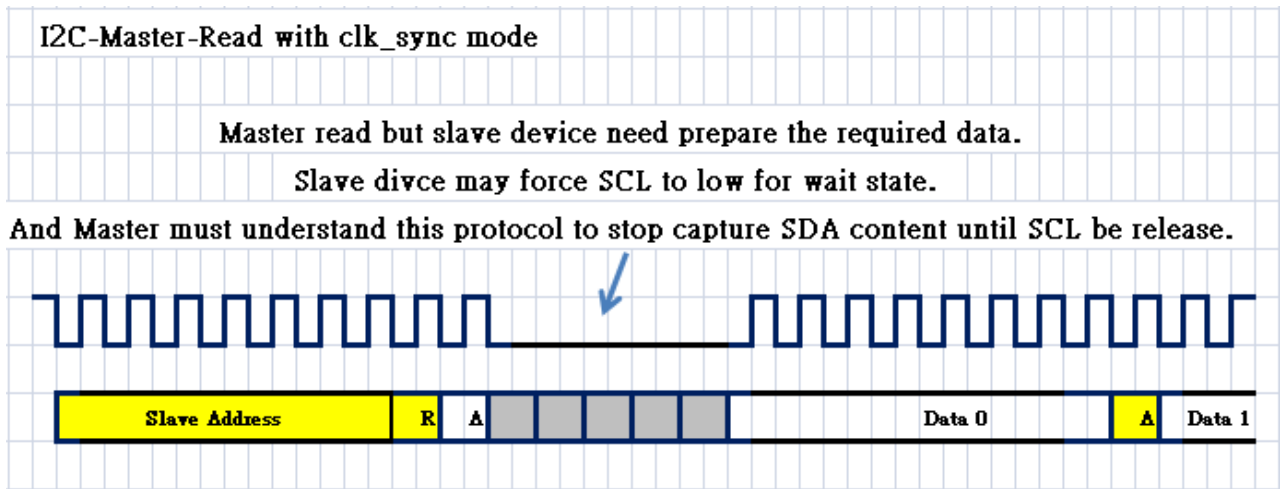 I2C-Master-Read with clk_sync mode
Master read but slave device need prepare the required data.
Slave divce may force SCL to low for wait state.
And Master must understand this protocol to stop capture SDA content until SCL be release.
Slave Address R A Data 0 A Data 1